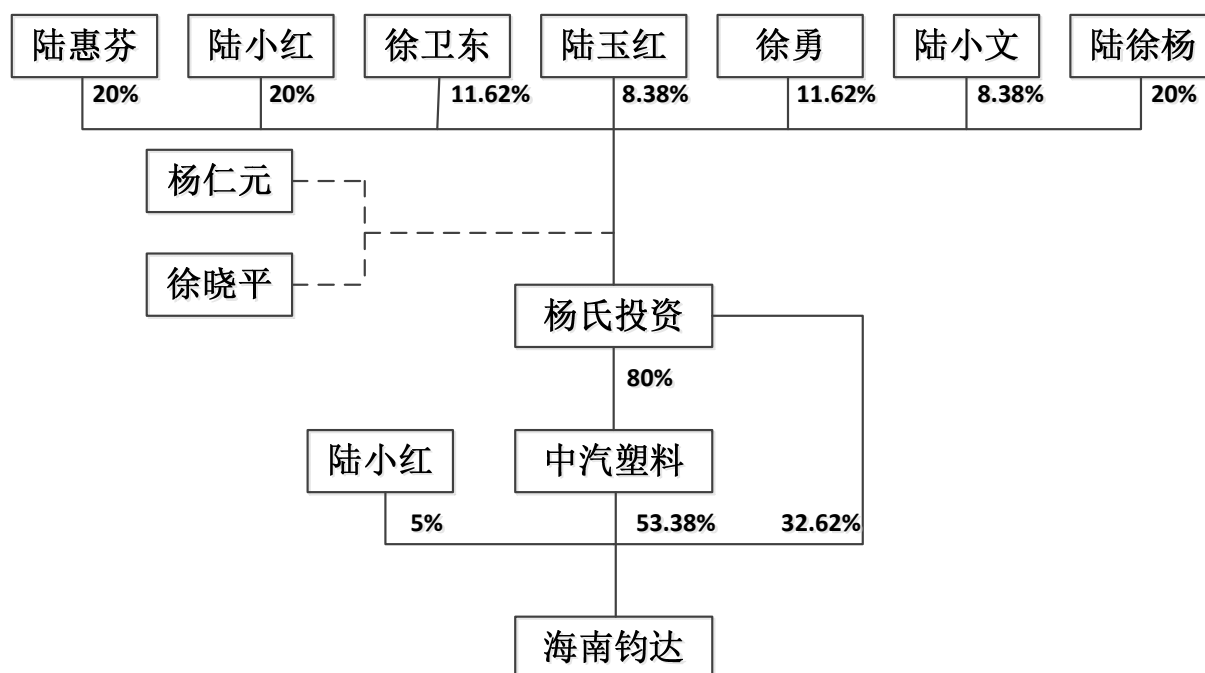 陆惠芬 陆小红 徐卫东 陆玉红 徐勇 陆小文 陆徐杨
20% 20% 11.62% 8.38% 11.62% 8.38% 20%
杨仁元
徐晓平
杨氏投资
80%
陆小红 中汽塑料
5% 53.38% 32.62%
海南钧达